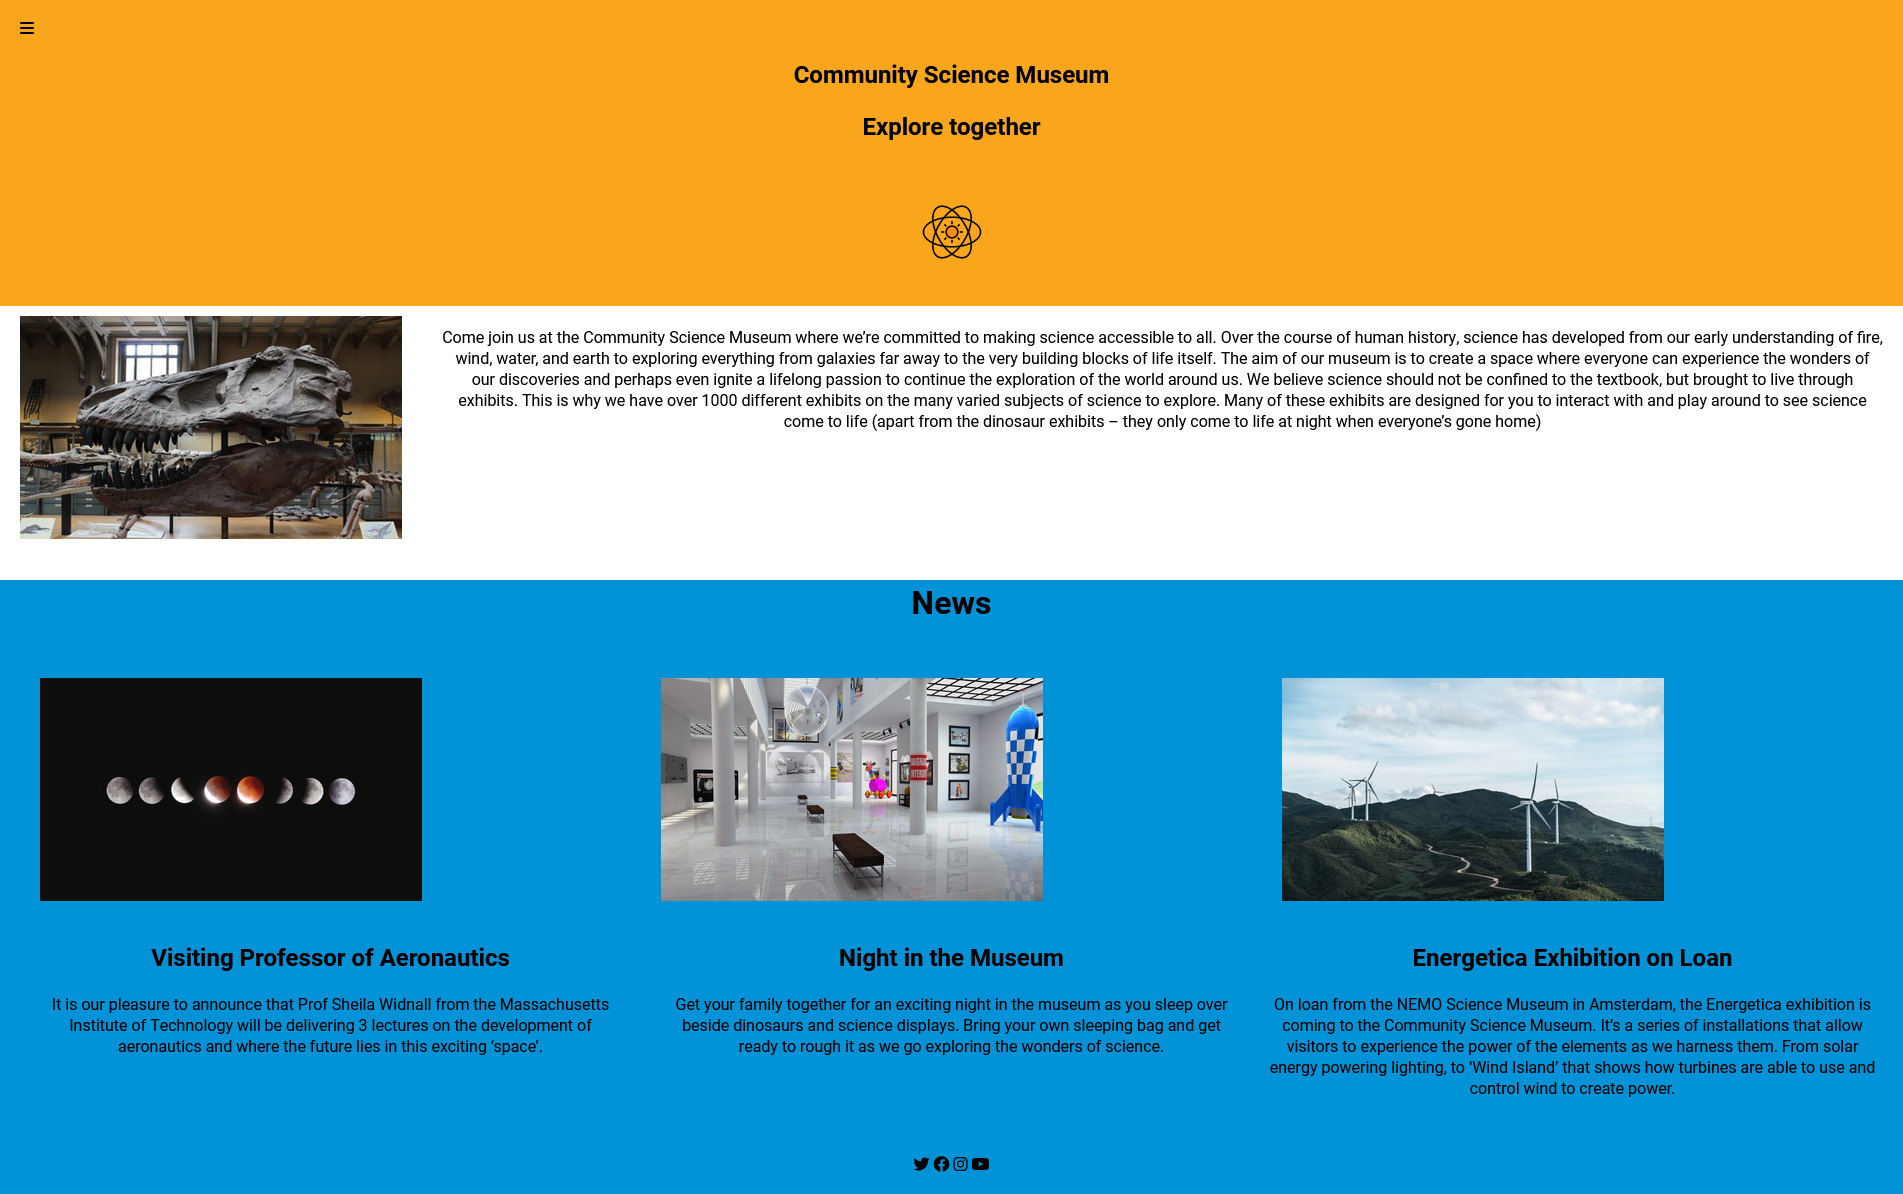 Community Science Museum
Explore together
Come join us at the Community Science Museum where we’re committed to making science accessible to all. Over the course of human history, science has developed from our early understanding of fire,
wind, water, and earth to exploring everything from galaxies far away to the very building blocks of life itself. The aim of our museum is to create a space where everyone can experience the wonders of
our discoveries and perhaps even ignite a lifelong passion to continue the exploration of the world around us. We believe science should not be confined to the textbook, but brought to live through
exhibits. This is why we have over 1000 different exhibits on the many varied subjects of science to explore. Many of these exhibits are designed for you to interact with and play around to see science
come to life (apart from the dinosaur exhibits – they only come to life at night when everyone’s gone home)
News
Visiting Professor of Aeronautics
It is our pleasure to announce that Prof Sheila Widnall from the Massachusetts
Institute of Technology will be delivering 3 lectures on the development of
aeronautics and where the future lies in this exciting ‘space’.
Night in the Museum
Get your family together for an exciting night in the museum as you sleep over
beside dinosaurs and science displays. Bring your own sleeping bag and get
ready to rough it as we go exploring the wonders of science.
Energetica Exhibition on Loan
On loan from the NEMO Science Museum in Amsterdam, the Energetica exhibition is
coming to the Community Science Museum. It’s a series of installations that allow
visitors to experience the power of the elements as we harness them. From solar
energy powering lighting, to ‘Wind Island’ that shows how turbines are able to use and
control wind to create power.